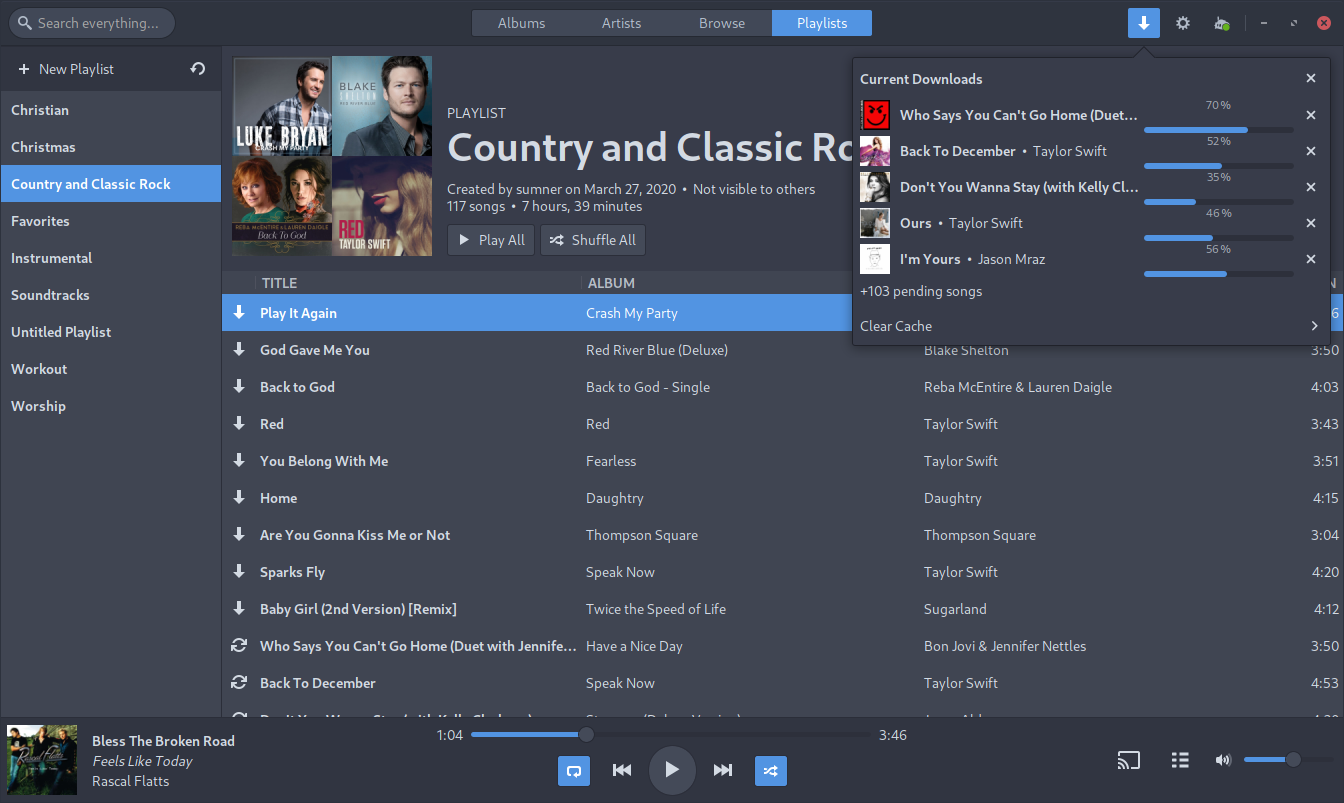 Search everything...
Albums
Artists
Browse
Playlists
New Playlist
Christian
Christmas
Country and Classic Rock
Favorites
Instrumental
Soundtracks
Untitled Playlist
Workout
Worship
LUKE BRYAN
CRASH MY PARTY
BLAKE
SHELTON
RED RIVER BLUE
REBA McENTIRE & LAUREN DAIGLE
Back To God
RED
TAYLOR SWIFT
PLAYLIST
Country and Classic Ro
Created by sumner on March 27, 2020 • Not visible to others
117 songs • 7 hours, 39 minutes
Play All
Shuffle All
Current Downloads
Who Says You Can't Go Home (Duet... 70 %
Back To December • Taylor Swift 52 %
Don't You Wanna Stay (with Kelly Cl... 35 %
Ours • Taylor Swift 46 %
I'm Yours • Jason Mraz 56 %
+103 pending songs
Clear Cache
TITLE ALBUM N
Play It Again Crash My Party 6
God Gave Me You Red River Blue (Deluxe) Blake Shelton 3:50
Back to God Back to God - Single Reba McEntire & Lauren Daigle 4:03
Red Red Taylor Swift 3:43
You Belong With Me Fearless Taylor Swift 3:51
Home Daughtry Daughtry 4:15
Are You Gonna Kiss Me or Not Thompson Square Thompson Square 3:04
Sparks Fly Speak Now Taylor Swift 4:20
Baby Girl (2nd Version) [Remix] Twice the Speed of Life Sugarland 4:12
Who Says You Can't Go Home (Duet with Jennife... Have a Nice Day Bon Jovi & Jennifer Nettles 3:50
Back To December Speak Now Taylor Swift 4:53
Bless The Broken Road
Feels Like Today
Rascal Flatts
1:04
3:46